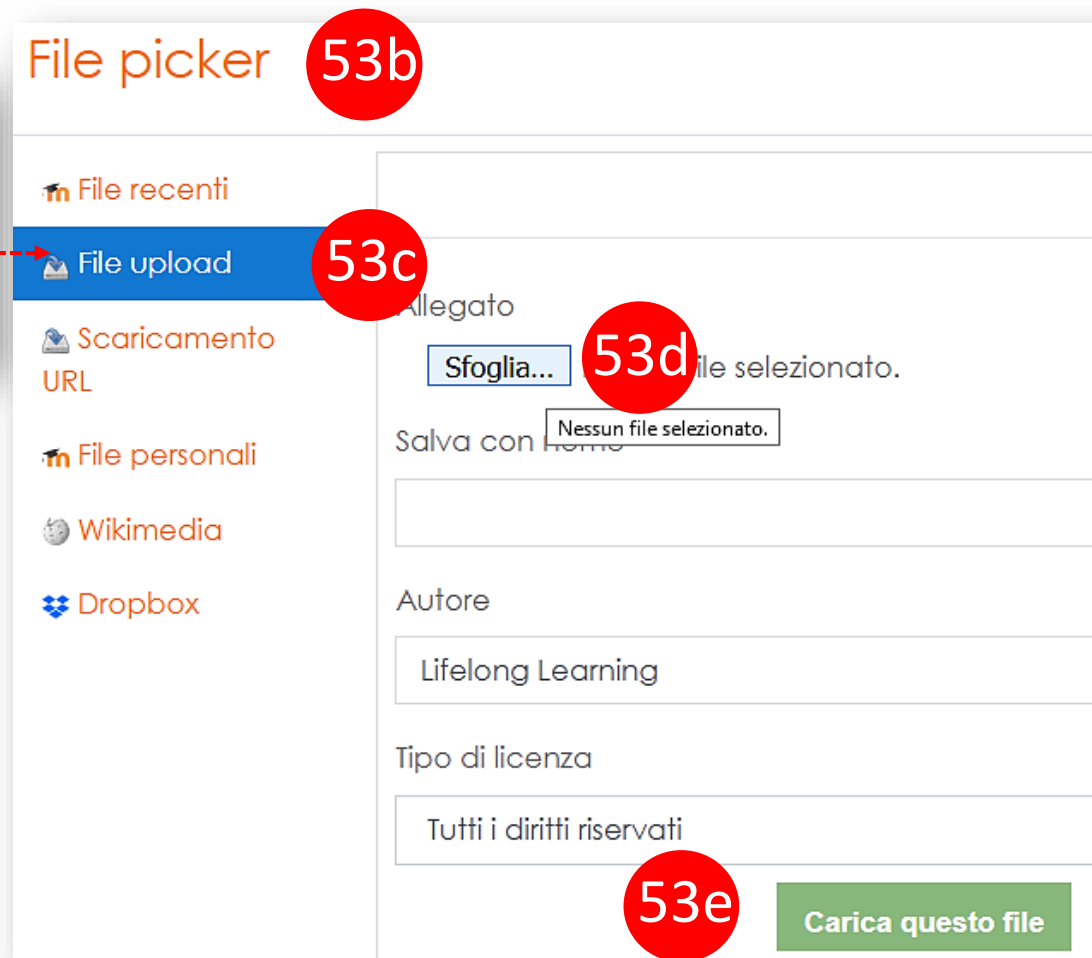 File picker 53b
File recenti
File upload 53c
Scaricamento
URL
File personali
Wikimedia
Dropbox
Allegato
Sfoglia... 53d ile selezionato.
Nessun file selezionato.
Salva con nome
Autore
Lifelong Learning
Tipo di licenza
Tutti i diritti riservati
53e Carica questo file